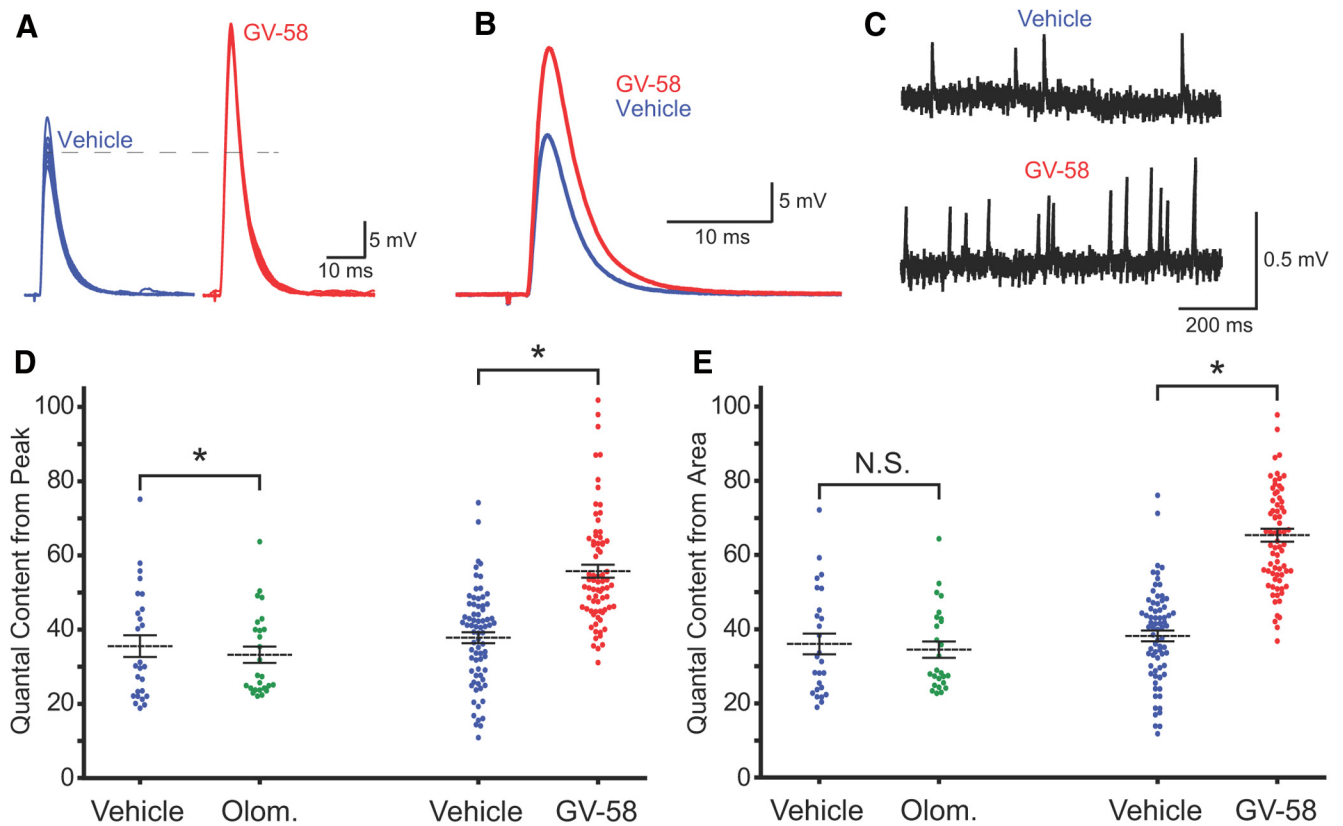 A
GV-58
Vehicle
5 mV
10 ms
B
GV-58
Vehicle
5 mV
10 ms
C
Vehicle
GV-58
0.5 mV
200 ms
D
Quantal Content from Peak
100
80
60
40
20
0
*
*
Vehicle
Olom.
Vehicle
GV-58
E
Quantal Content from Area
100
80
60
40
20
0
N.S.
*
Vehicle
Olom.
Vehicle
GV-58